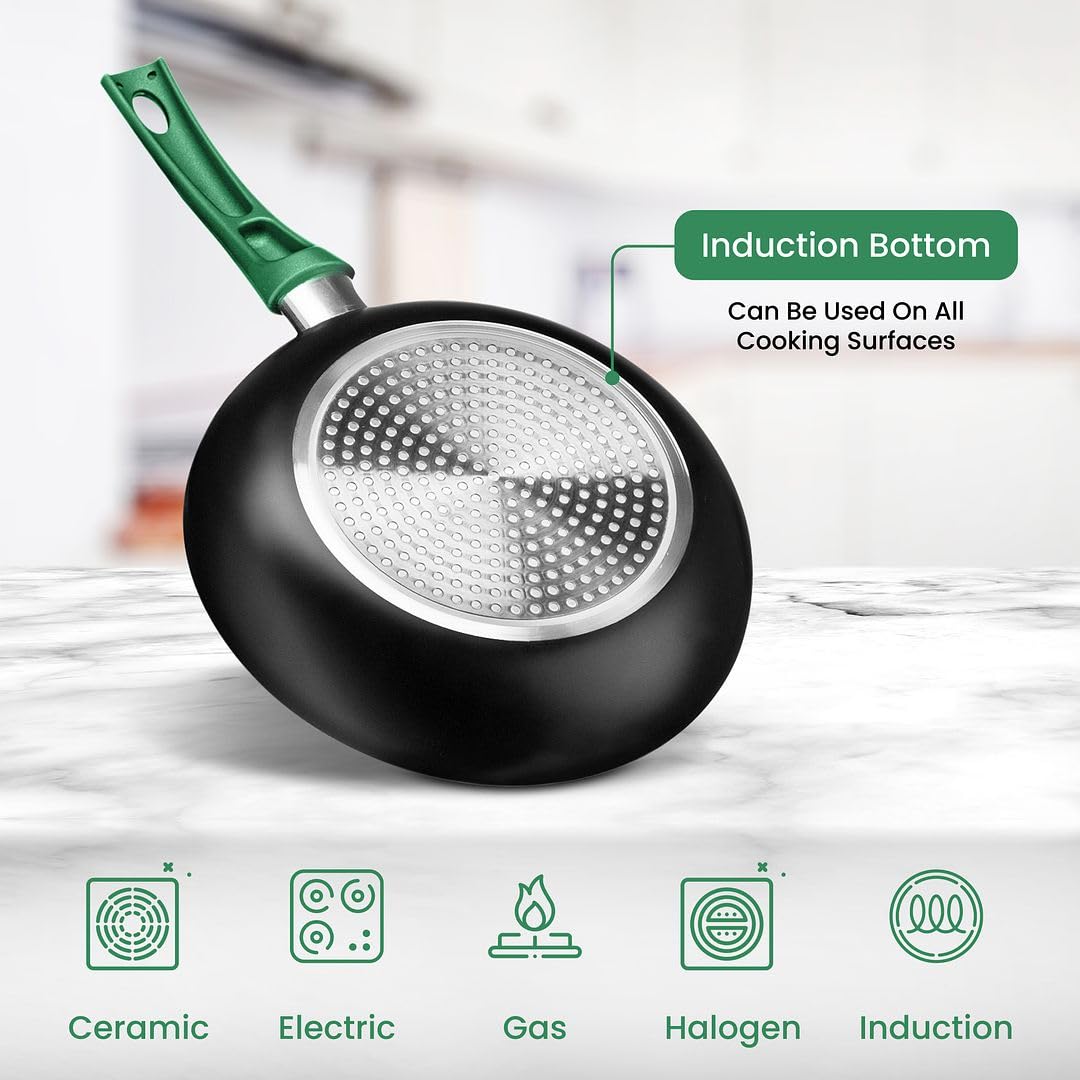 Induction Bottom
Can Be Used On All
Cooking Surfaces
Ceramic
Electric
Gas
Halogen
Induction